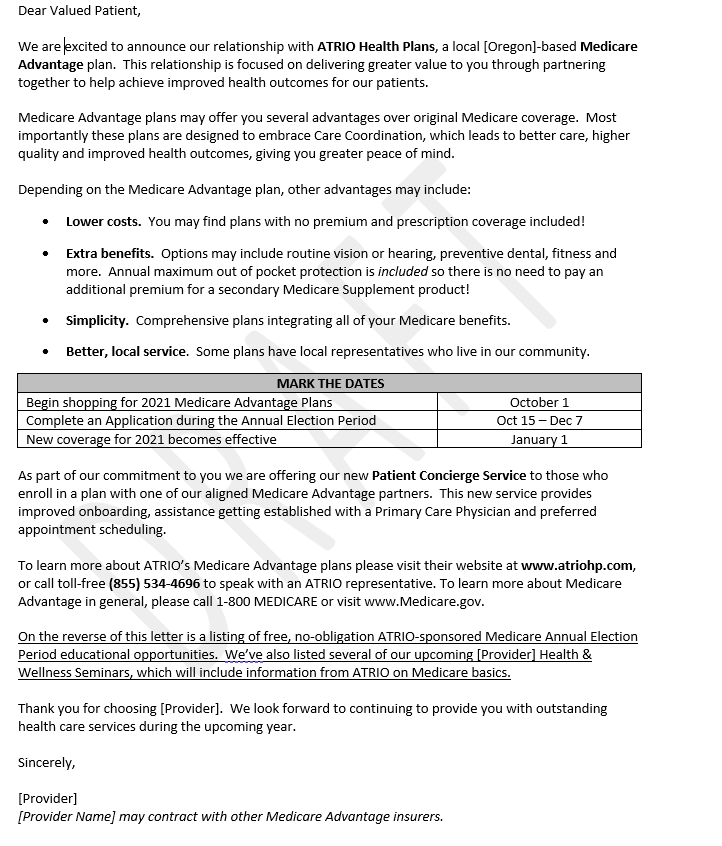 Dear Valued Patient,
We are excited to announce our relationship with ATRIO Health Plans, a local [Oregon]-based Medicare
Advantage plan.  This relationship is focused on delivering greater value to you through partnering
together to help achieve improved health outcomes for our patients.
Medicare Advantage plans may offer you several advantages over original Medicare coverage.  Most
importantly these plans are designed to embrace Care Coordination, which leads to better care, higher
quality and improved health outcomes, giving you greater peace of mind.
Depending on the Medicare Advantage plan, other advantages may include:
• Lower costs.  You may find plans with no premium and prescription coverage included!
• Extra benefits.  Options may include routine vision or hearing, preventive dental, fitness and
more.  Annual maximum out of pocket protection is included so there is no need to pay an
additional premium for a secondary Medicare Supplement product!
• Simplicity.  Comprehensive plans integrating all of your Medicare benefits.
• Better, local service.  Some plans have local representatives who live in our community.
MARK THE DATES
Begin shopping for 2021 Medicare Advantage Plans October 1
Complete an Application during the Annual Election Period Oct 15 – Dec 7
New coverage for 2021 becomes effective January 1
As part of our commitment to you we are offering our new Patient Concierge Service to those who
enroll in a plan with one of our aligned Medicare Advantage partners.  This new service provides
improved onboarding, assistance getting established with a Primary Care Physician and preferred
appointment scheduling.
To learn more about ATRIO's Medicare Advantage plans please visit their website at www.atriohp.com,
or call toll-free (855) 534-4696 to speak with an ATRIO representative. To learn more about Medicare
Advantage in general, please call 1-800 MEDICARE or visit www.Medicare.gov.
On the reverse of this letter is a listing of free, no-obligation ATRIO-sponsored Medicare Annual Election
Period educational opportunities.  We've also listed several of our upcoming [Provider] Health &
Wellness Seminars, which will include information from ATRIO on Medicare basics.
Thank you for choosing [Provider].  We look forward to continuing to provide you with outstanding
health care services during the upcoming year.
Sincerely,
[Provider]
[Provider Name] may contract with other Medicare Advantage insurers.
DRAFT